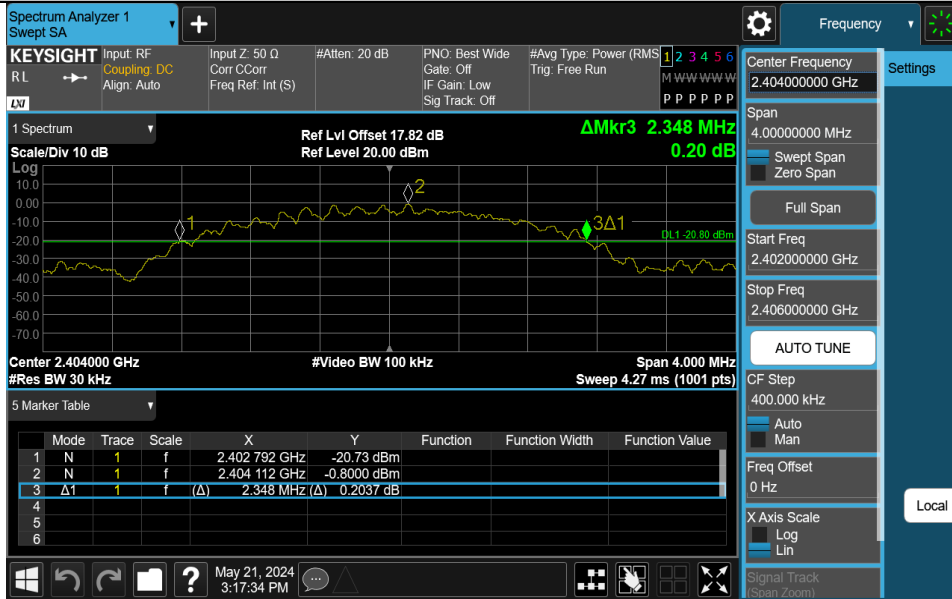 Spectrum Analyzer 1
Swept SA
+
Frequency
KEYSIGHT
RL
LXI
Input: RF
Coupling: DC
Align: Auto
Input Z: 50 Ω
Corr CCorr
Freq Ref: Int (S)
#Atten: 20 dB
PNO: Best Wide
Gate: Off
IF Gain: Low
Sig Track: Off
#Avg Type: Power (RMS
Trig: Free Run
1 2 3 4 5 6
M W W W W W
P P P P P P
1 Spectrum
Scale/Div 10 dB
Ref Lvl Offset 17.82 dB
Ref Level 20.00 dBm
ΔMkr3 2.348 MHz
0.20 dB
Log
10.0
0.00
-10.0
-20.0
-30.0
-40.0
-50.0
-60.0
-70.0
1
2
3Δ1
DL1 -20.80 dBm
Center 2.404000 GHz
#Video BW 100 kHz
Span 4.000 MHz
#Res BW 30 kHz
Sweep 4.27 ms (1001 pts)
5 Marker Table
Mode Trace Scale X Y Function Function Width Function Value
1 N 1 f 2.402 792 GHz -20.73 dBm
2 N 1 f 2.404 112 GHz -0.8000 dBm
3 Δ1 1 f (Δ) 2.348 MHz (Δ) 0.2037 dB
4
5
6
?
May 21, 2024
3:17:34 PM
Center Frequency
2.404000000 GHz
Span
4.00000000 MHz
Swept Span
Zero Span
Full Span
Start Freq
2.402000000 GHz
Stop Freq
2.406000000 GHz
AUTO TUNE
CF Step
400.000 kHz
Auto
Man
Freq Offset
0 Hz
X Axis Scale
Log
Lin
Signal Track
(Span Zoom)
Settings
Local